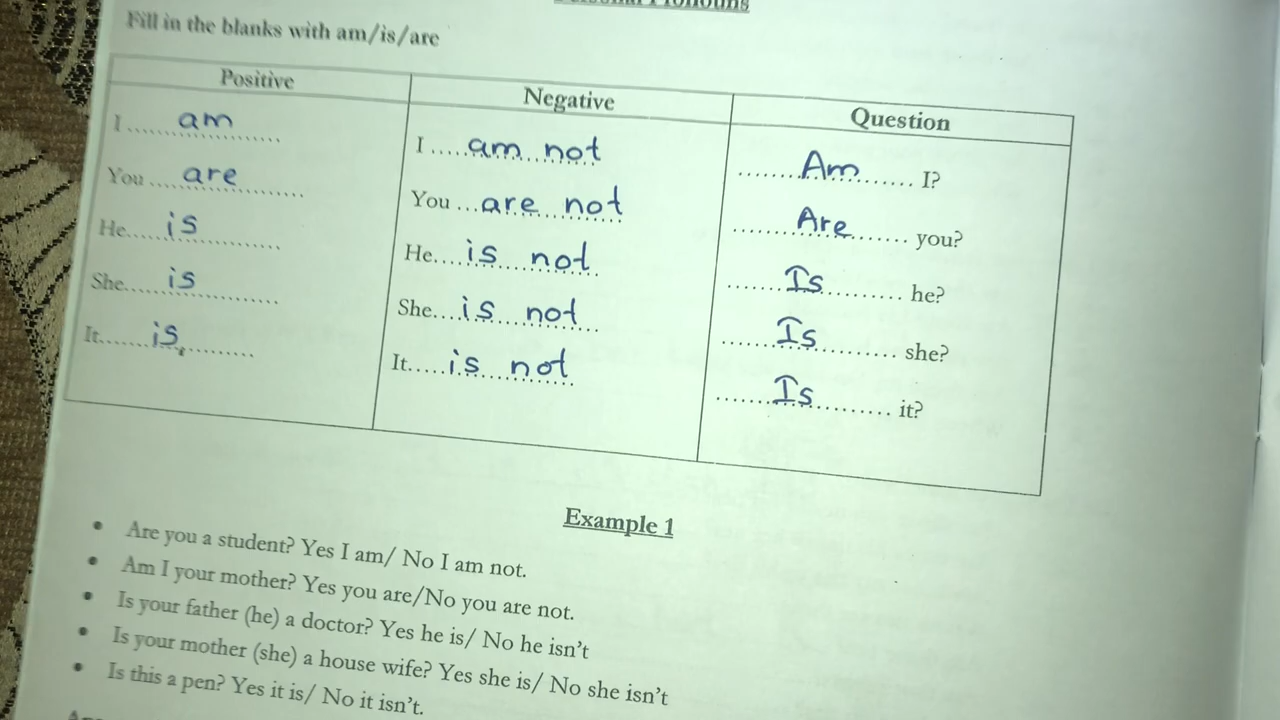 Personal Pronouns
Fill in the blanks with am/is/are
Positive Negative Question
I ..... am ............... I ..... am not ......... Am ......... I?
You .... are ............ You ... are not ......... Are ....... you?
He..... is ............... He.... is not ......... Is .......... he?
She..... is .............. She.... is not ......... Is .......... she?
It....... is ............. It..... is not ......... Is .......... it?
Example 1
• Are you a student? Yes I am/ No I am not.
• Am I your mother? Yes you are/No you are not.
• Is your father (he) a doctor? Yes he is/ No he isn't
• Is your mother (she) a house wife? Yes she is/ No she isn't
• Is this a pen? Yes it is/ No it isn't.